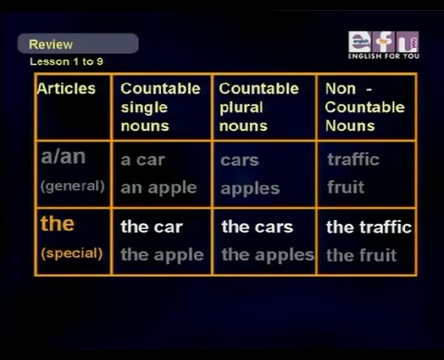 Review
Lesson 1 to 9
efu
ENGLISH FOR YOU
Articles
Countable
single
nouns
Countable
plural
nouns
Non -
Countable
Nouns
a/an
(general)
a car
an apple
cars
apples
traffic
fruit
the
(special)
the car
the apple
the cars
the apples
the traffic
the fruit